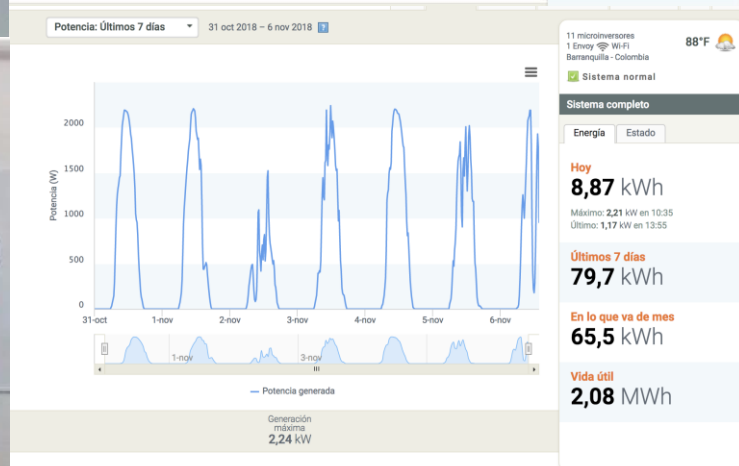 Potencia: Últimos 7 días
31 oct 2018 – 6 nov 2018 ?
Potencia (W)
2000
1500
1000
500
0
31-oct 1-nov 2-nov 3-nov 4-nov 5-nov 6-nov
1-nov 3-nov
Potencia generada
Generación
máxima
2,24 kW
11 microinversores
1 Envoy Wi-Fi
Barranquilla - Colombia
88°F
Sistema normal
Sistema completo
Energía Estado
Hoy
8,87 kWh
Máximo: 2,21 kW en 10:35
Último: 1,17 kW en 13:55
Últimos 7 días
79,7 kWh
En lo que va de mes
65,5 kWh
Vida útil
2,08 MWh